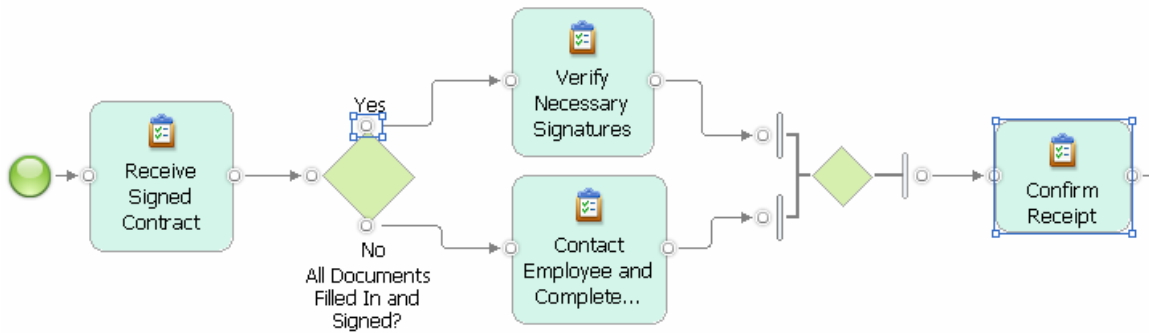 Receive
Signed
Contract
Yes
No
All Documents
Filled In and
Signed?
Verify
Necessary
Signatures
Contact
Employee and
Complete...
Confirm
Receipt